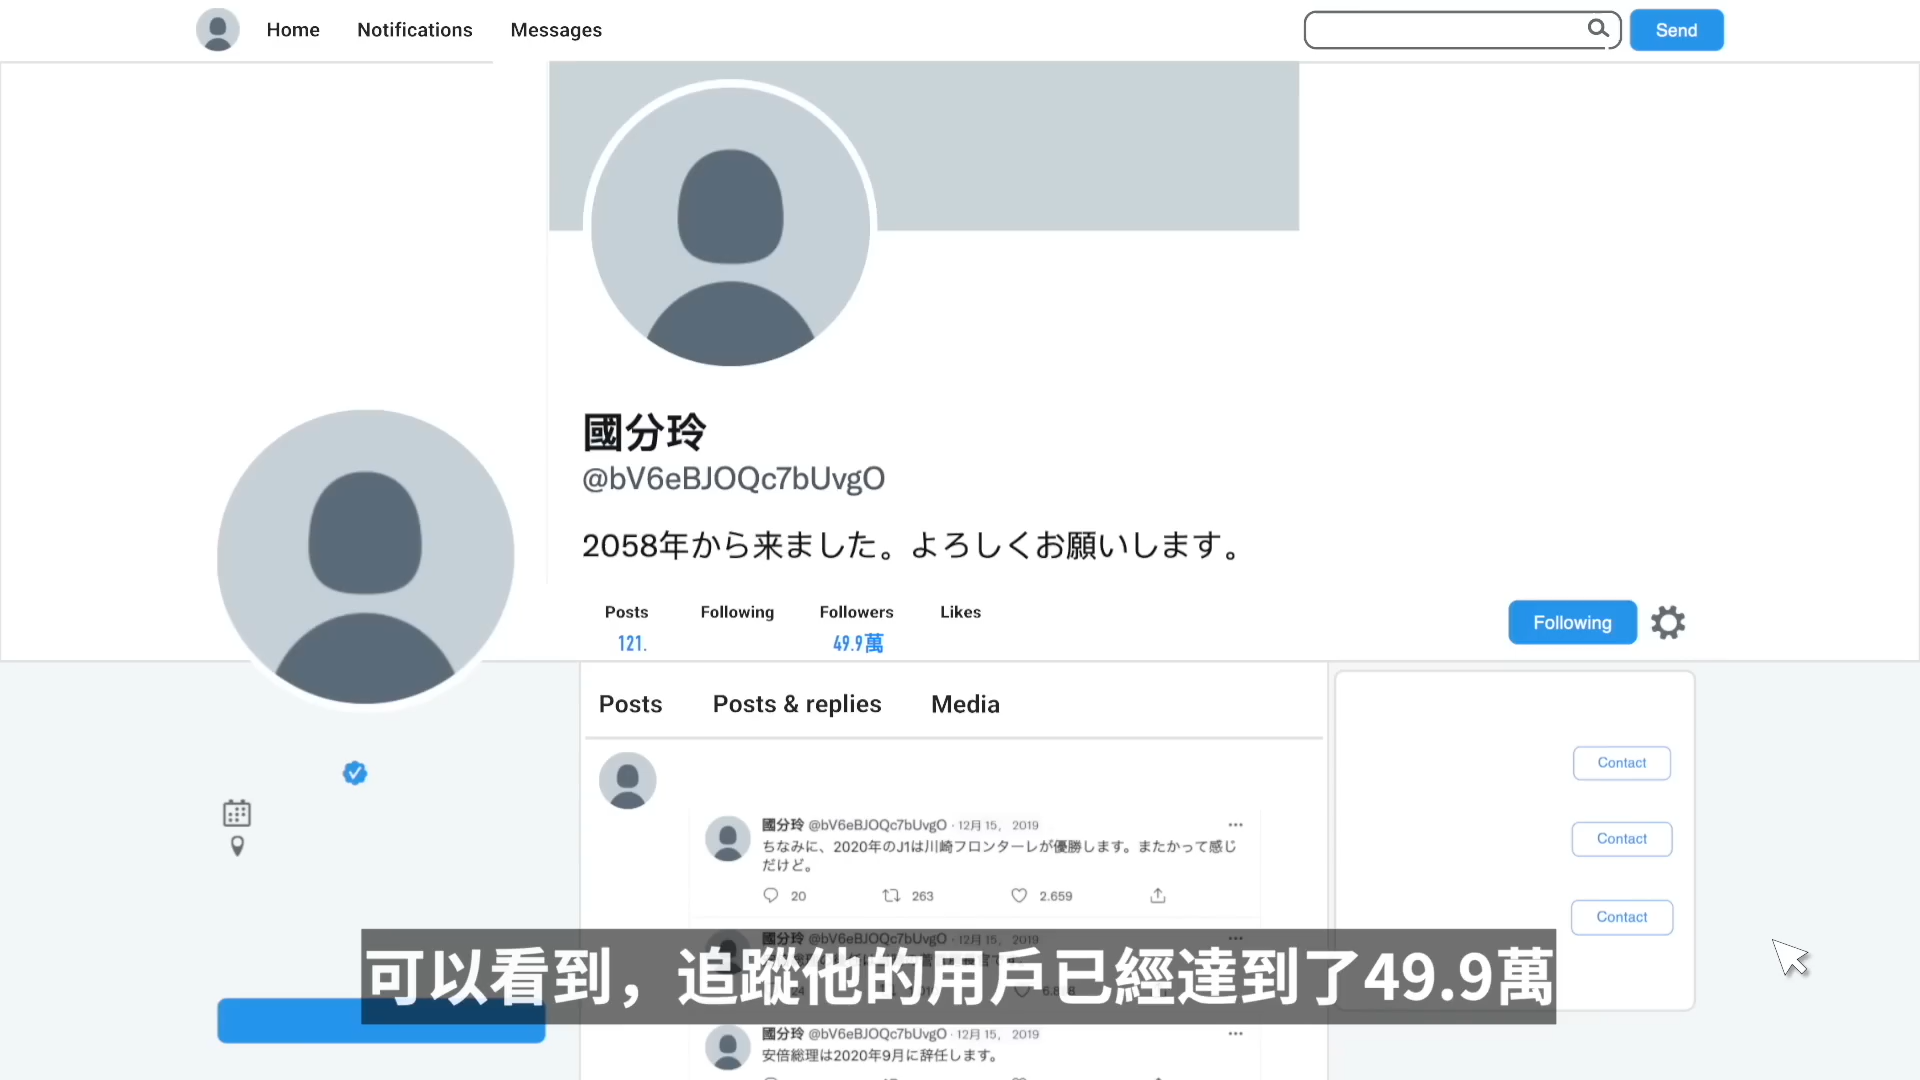 Home Notifications Messages
Send
國分玲
@bV6eBJOQc7bUvgO
2058年から来ました。よろしくお願いします。
Posts Following Followers Likes
121. 49.9萬
Following
Posts Posts & replies Media
Contact
Contact
Contact
國分玲 @bV6eBJOQc7bUvgO · 12月 15, 2019
ちなみに、2020年のJ1は川崎フロンターレが優勝します。またかって感じ
だけど。
20 263 2.659
國分玲 @bV6eBJOQc7bUvgO · 12月 15, 2019
可以看到，追蹤他的用戶已經達到了49.9萬
國分玲 @bV6eBJOQc7bUvgO · 12月 15, 2019
安倍総理は2020年9月に辞任します。